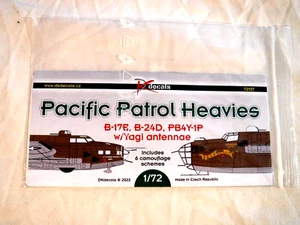 www.dkdecals.cz
DK decals
72117
Pacific Patrol Heavies
B-17E, B-24D, PB4Y-1P
w/Yagi antennae
Includes
6 camouflage
schemes
DKdecals © 2022
1/72
Made in Czech Republic